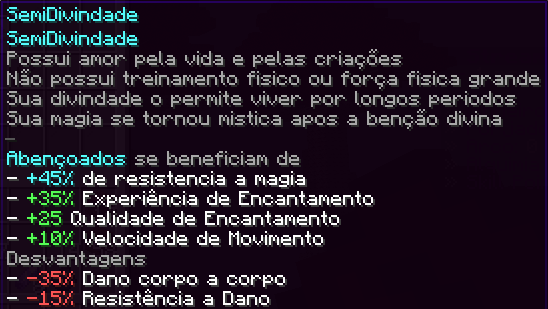 SemiDivindade
SemiDivindade
Possui amor pela vida e pelas criações
Não possui treinamento fisico ou força fisica grande
Sua divindade o permite viver por longos periodos
Sua magia se tornou mistica apos a benção divina
—
Abençoados se beneficiam de
- +45% de resistencia a magia
- +35% Experiência de Encantamento
- +25 Qualidade de Encantamento
- +10% Velocidade de Movimento
Desvantagens
- -35% Dano corpo a corpo
- -15% Resistência a Dano